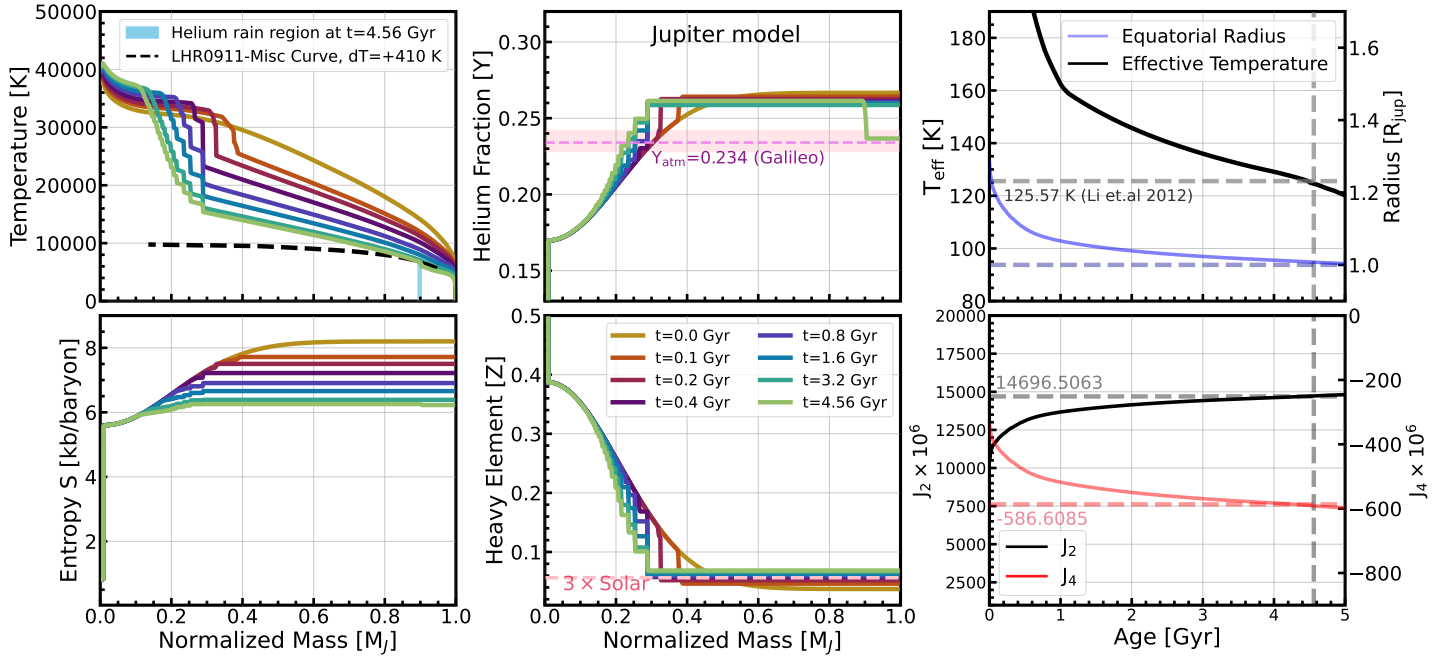 Temperature [K]
50000
40000
30000
20000
10000
0
Helium rain region at t=4.56 Gyr
LHR0911-Misc Curve, dT=+410 K
Helium Fraction [Y]
0.30
0.25
0.20
0.15
Jupiter model
Y_atm=0.234 (Galileo)
T_eff [K]
180
160
140
120
100
80
Equatorial Radius
Effective Temperature
125.57 K (Li et.al 2012)
1.6
1.4
1.2
1.0
Radius [R_jup]
Entropy S [kb/baryon]
8
6
4
2
0.0 0.2 0.4 0.6 0.8 1.0
Normalized Mass [M_J]
Heavy Element [Z]
0.5
0.4
0.3
0.2
0.1
t=0.0 Gyr
t=0.1 Gyr
t=0.2 Gyr
t=0.4 Gyr
t=0.8 Gyr
t=1.6 Gyr
t=3.2 Gyr
t=4.56 Gyr
3 × Solar
0.0 0.2 0.4 0.6 0.8 1.0
Normalized Mass [M_J]
J₂ × 10⁶
20000
17500
15000
12500
10000
7500
5000
2500
14696.5063
-586.6085
J₂
J₄
0
−200
−400
−600
−800
J₄ × 10⁶
0 1 2 3 4 5
Age [Gyr]